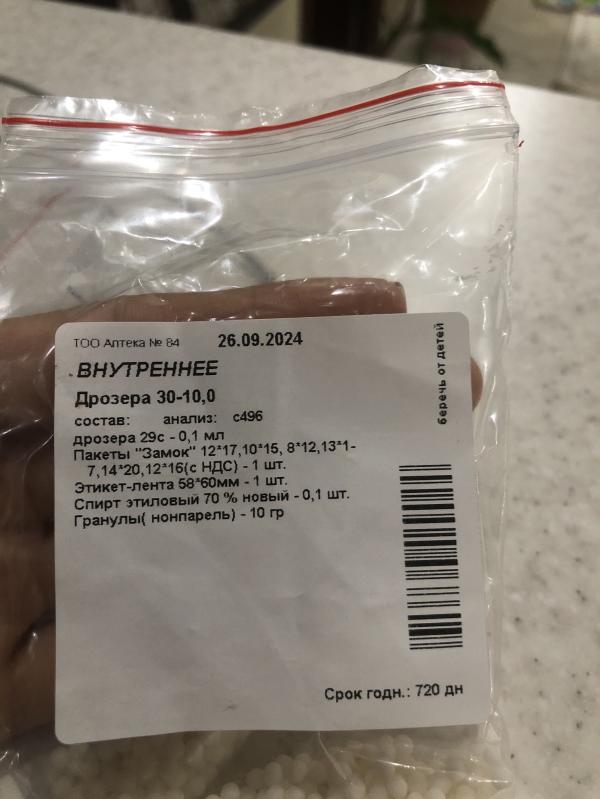 ТОО Аптека № 84 26.09.2024
ВНУТРЕННЕЕ
Дрозера 30-10,0
состав: анализ: с496
дрозера 29с - 0,1 мл
Пакеты "Замок" 12*17,10*15, 8*12,13*1-
7,14*20,12*16(с НДС) - 1 шт.
Этикет-лента 58*60мм - 1 шт.
Спирт этиловый 70 % новый - 0,1 шт.
Гранулы( нонпарель) - 10 гр
беречь от детей
Срок годн.: 720 дн